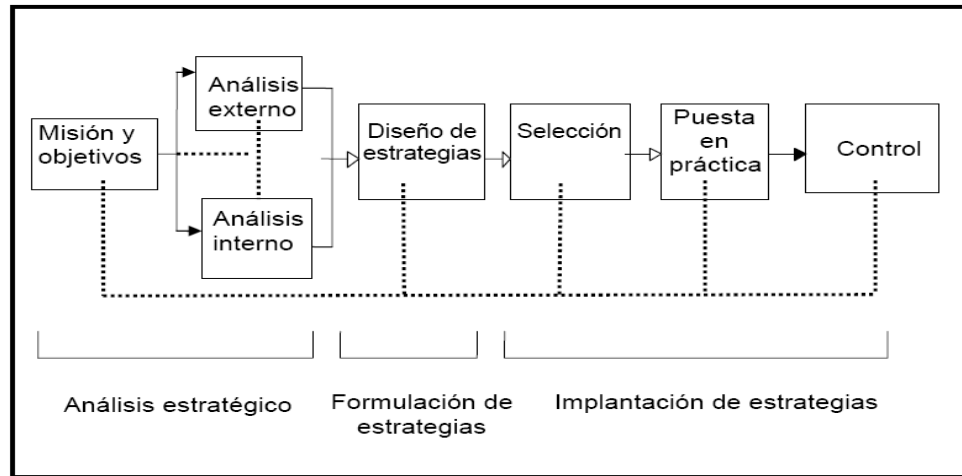 Misión y
objetivos
Análisis
externo
Análisis
interno
Diseño de
estrategias
Selección
Puesta
en
práctica
Control
Análisis estratégico
Formulación de
estrategias
Implantación de estrategias